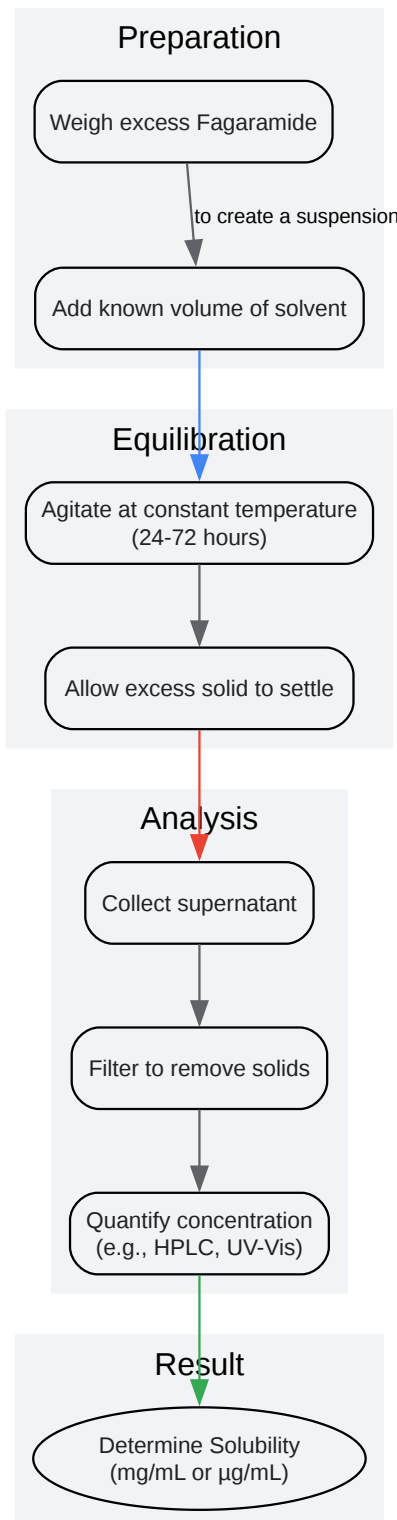 Preparation
Weigh excess Fagaramide
to create a suspension
Add known volume of solvent
Equilibration
Agitate at constant temperature
(24-72 hours)
Allow excess solid to settle
Analysis
Collect supernatant
Filter to remove solids
Quantify concentration
(e.g., HPLC, UV-Vis)
Result
Determine Solubility
(mg/mL or µg/mL)